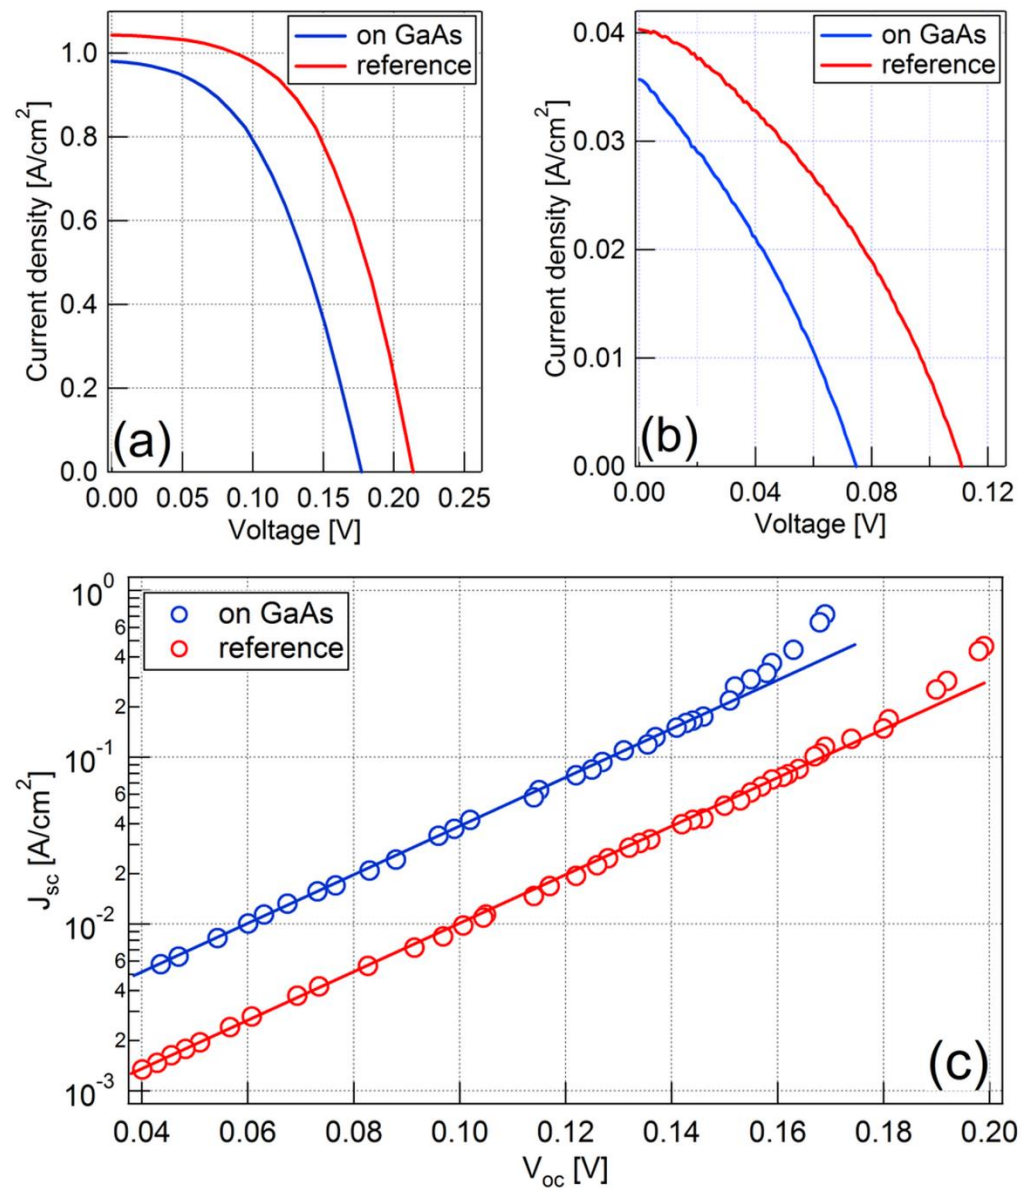 on GaAs
reference
Current density [A/cm²]
1.0
0.8
0.6
0.4
0.2
0.0
(a)
0.00 0.05 0.10 0.15 0.20 0.25
Voltage [V]
on GaAs
reference
Current density [A/cm²]
0.04
0.03
0.02
0.01
0.00
(b)
0.00 0.04 0.08 0.12
Voltage [V]
on GaAs
reference
J_sc [A/cm²]
10⁰
6
4
2
10⁻¹
6
4
2
10⁻²
6
4
2
10⁻³
(c)
0.04 0.06 0.08 0.10 0.12 0.14 0.16 0.18 0.20
V_oc [V]